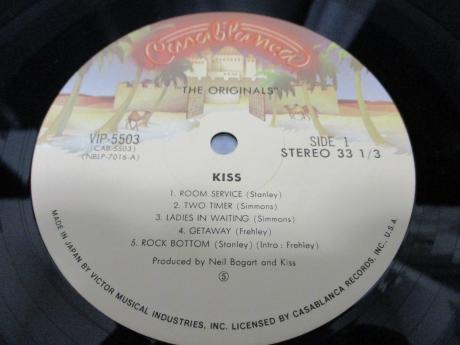 Casablanca
"THE ORIGINALS"
VIP-5503
(CAB-5503)
(NBLP-7016-A)
SIDE 1
STEREO 33 1/3
KISS
1. ROOM SERVICE (Stanley)
2. TWO TIMER (Simmons)
3. LADIES IN WAITING (Simmons)
4. GETAWAY (Frehley)
5. ROCK BOTTOM (Stanley) (Intro : Frehley)
Produced by Neil Bogart and Kiss
S
MADE IN JAPAN BY VICTOR MUSICAL INDUSTRIES, INC. LICENSED BY CASABLANCA RECORDS, INC., U.S.A.